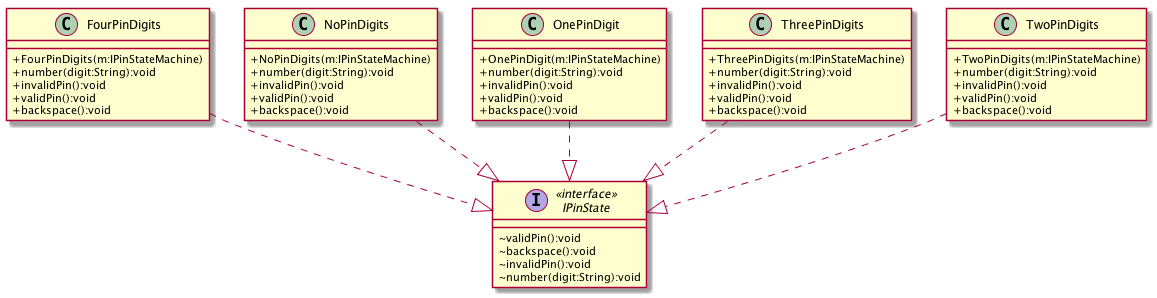 C FourPinDigits
+FourPinDigits(m:IPinStateMachine)
+number(digit:String):void
+invalidPin():void
+validPin():void
+backspace():void
C NoPinDigits
+NoPinDigits(m:IPinStateMachine)
+number(digit:String):void
+invalidPin():void
+validPin():void
+backspace():void
C OnePinDigit
+OnePinDigit(m:IPinStateMachine)
+number(digit:String):void
+invalidPin():void
+validPin():void
+backspace():void
C ThreePinDigits
+ThreePinDigits(m:IPinStateMachine)
+number(digit:String):void
+invalidPin():void
+validPin():void
+backspace():void
C TwoPinDigits
+TwoPinDigits(m:IPinStateMachine)
+number(digit:String):void
+invalidPin():void
+validPin():void
+backspace():void
I «interface»
IPinState
~validPin():void
~backspace():void
~invalidPin():void
~number(digit:String):void